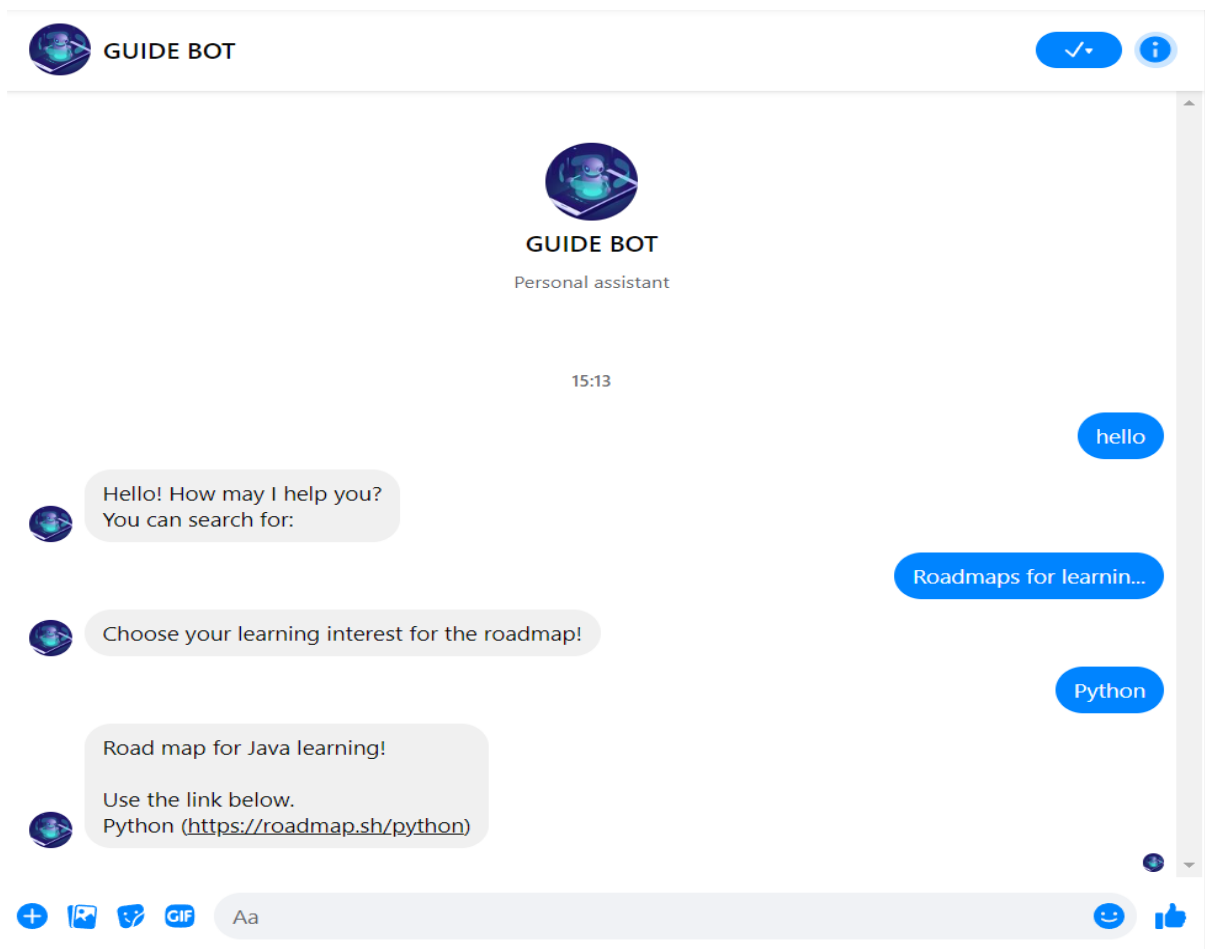 GUIDE BOT
GUIDE BOT
Personal assistant
15:13
hello
Hello! How may I help you?
You can search for:
Roadmaps for learnin...
Choose your learning interest for the roadmap!
Python
Road map for Java learning!
Use the link below.
Python (https://roadmap.sh/python)
GIF
Aa